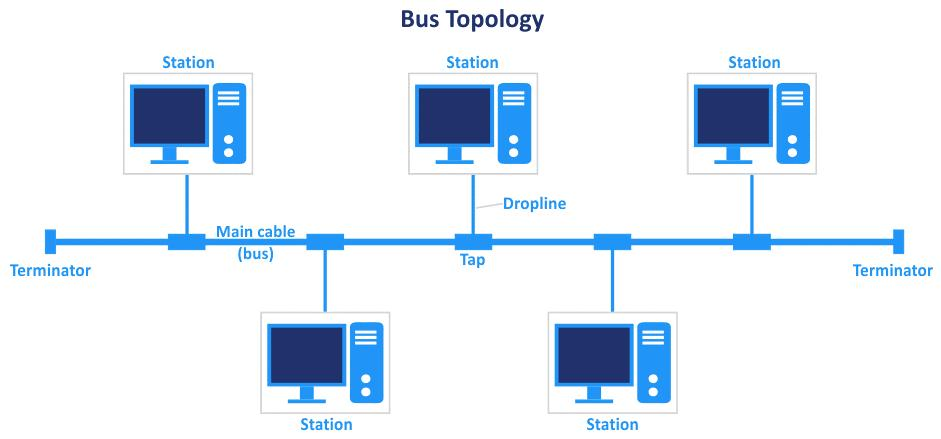 Bus Topology
Station
Station
Station
Dropline
Main cable
(bus)
Tap
Terminator
Terminator
Station
Station